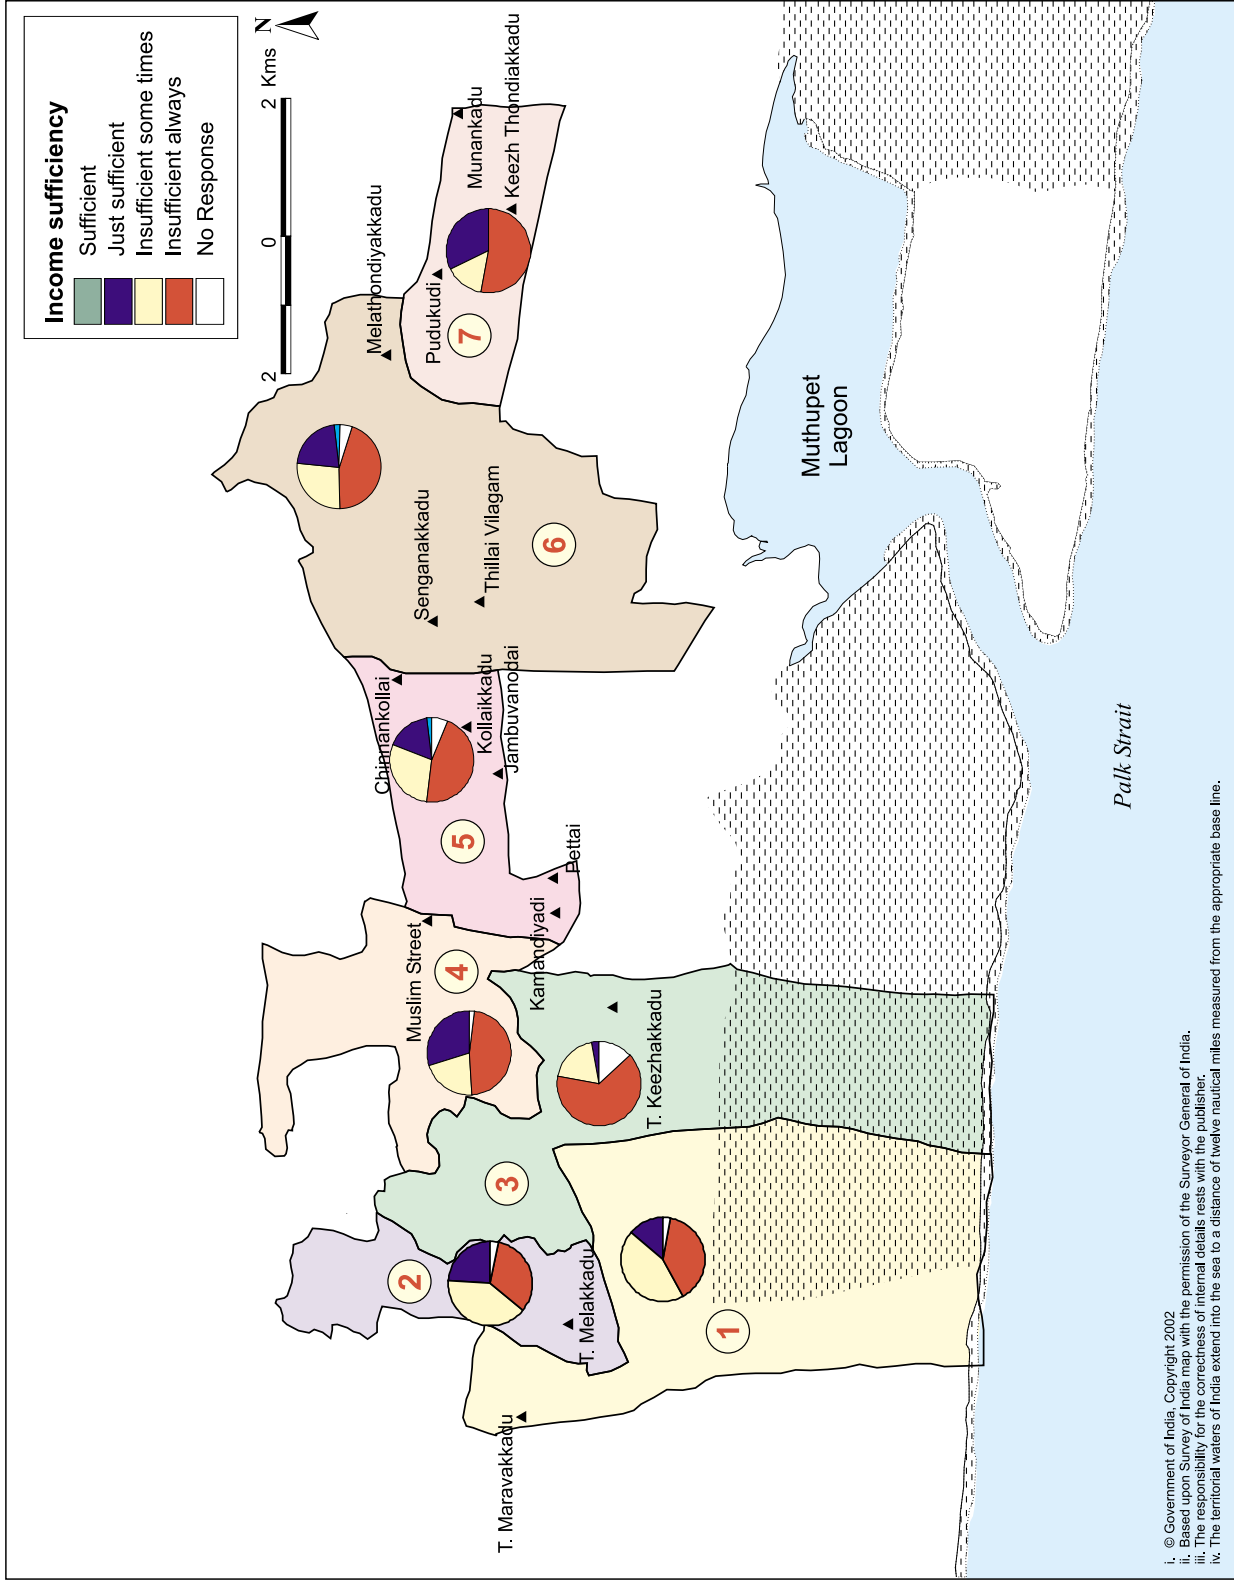 Income sufficiency
Sufficient
Just sufficient
Insufficient some times
Insufficient always
No Response
N
2 0 2 Kms
Melathondiyakkadu
Pudukudi
Munankadu
Keezh Thondiakkadu
7
Senganakkadu
Thillai Vilagam
6
Chinnankollai
Kollaikkadu
Jambuvanodai
5
Pettai
Kamandiyadi
Muslim Street
4
T. Keezhakkadu
3
2
T. Melakkadu
1
T. Maravakkadu
Muthupet
Lagoon
Palk Strait
i. © Government of India, Copyright 2002
ii. Based upon Survey of India map with the permission of the Surveyor General of India.
iii. The responsibility for the correctness of internal details rests with the publisher.
iv. The territorial waters of India extend into the sea to a distance of twelve nautical miles measured from the appropriate base line.